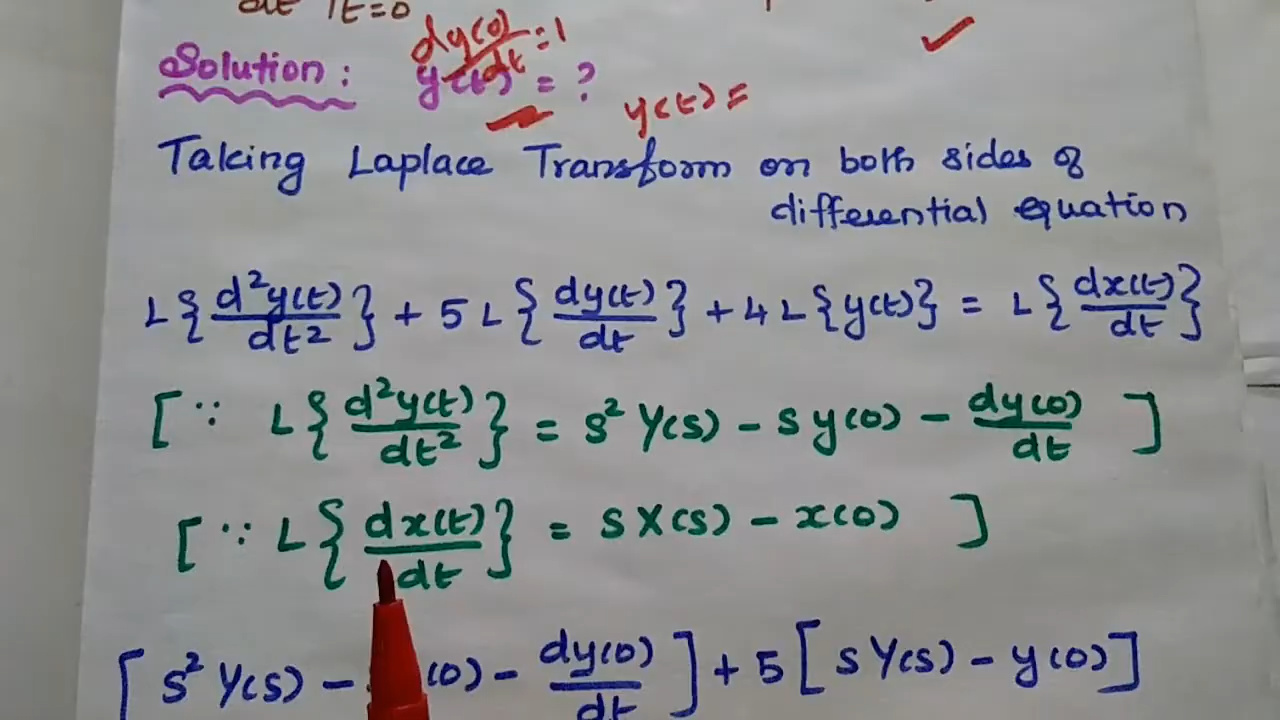 dt |t=0
dy(0)/dt = 1
Solution: y(t) = ?
y(t) =
Taking Laplace Transform on both sides of
differential equation
L{d²y(t)/dt²} + 5 L{dy(t)/dt} + 4 L{y(t)} = L{dx(t)/dt}
[∵ L{d²y(t)/dt²} = s² Y(s) - s y(0) - dy(0)/dt ]
[∵ L{dx(t)/dt} = s X(s) - x(0) ]
[s² Y(s) - (0) - dy(0)/dt] + 5 [s Y(s) - y(0)]